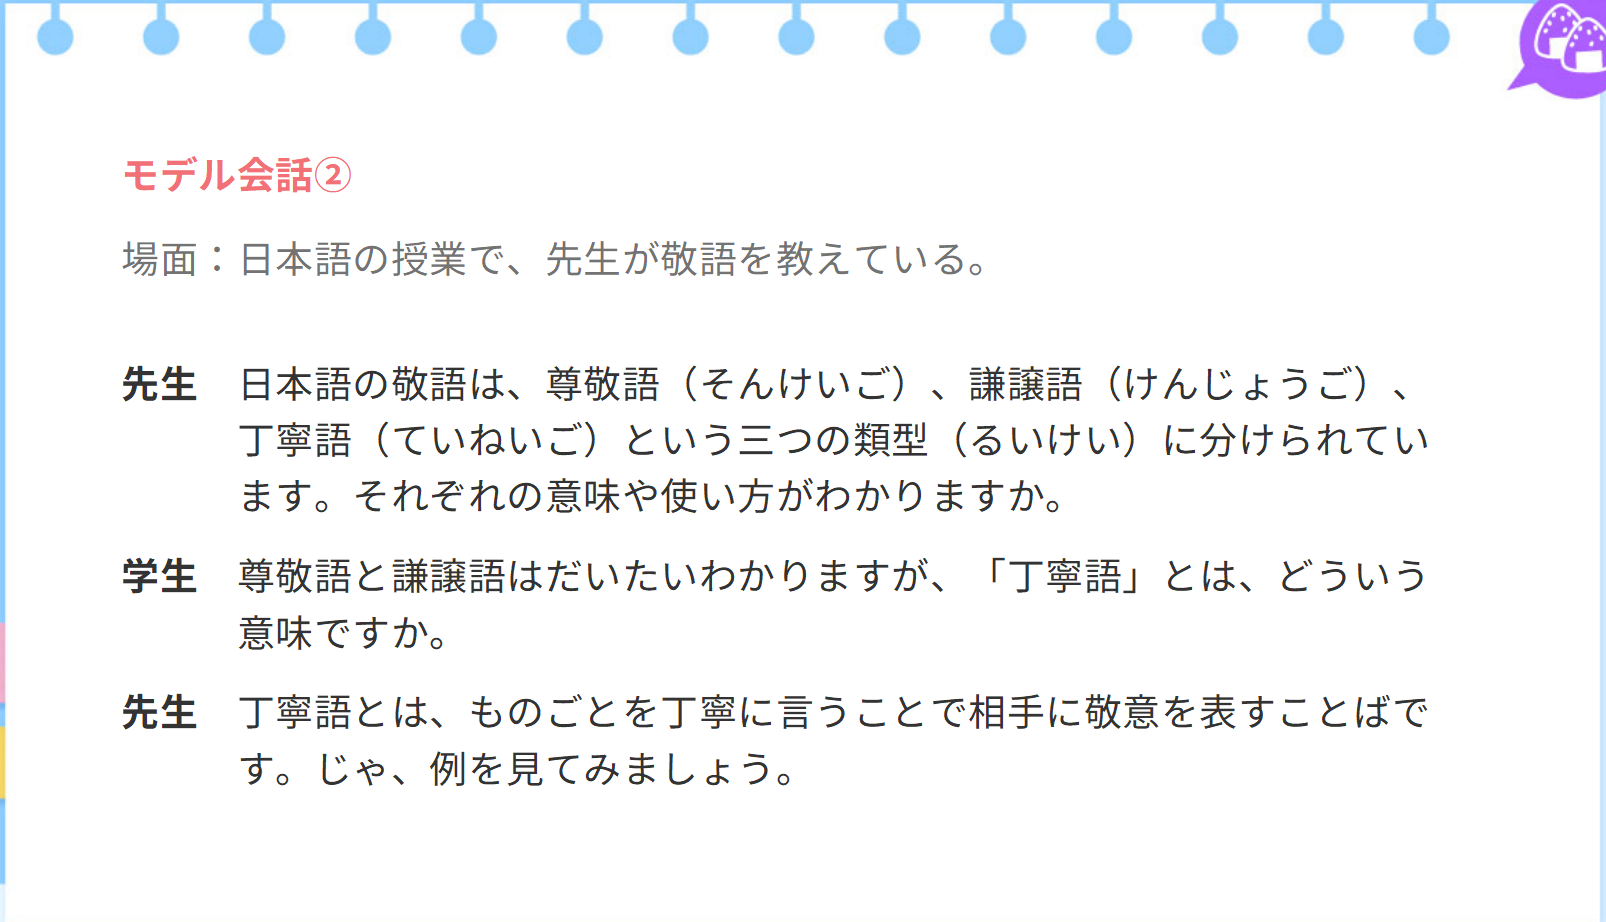 モデル会話②
場面：日本語の授業で、先生が敬語を教えている。
先生 日本語の敬語は、尊敬語（そんけいご）、謙譲語（けんじょうご）、
丁寧語（ていねいご）という三つの類型（るいけい）に分けられてい
ます。それぞれの意味や使い方がわかりますか。
学生 尊敬語と謙譲語はだいたいわかりますが、「丁寧語」とは、どういう
意味ですか。
先生 丁寧語とは、ものごとを丁寧に言うことで相手に敬意を表すことばで
す。じゃ、例を見てみましょう。